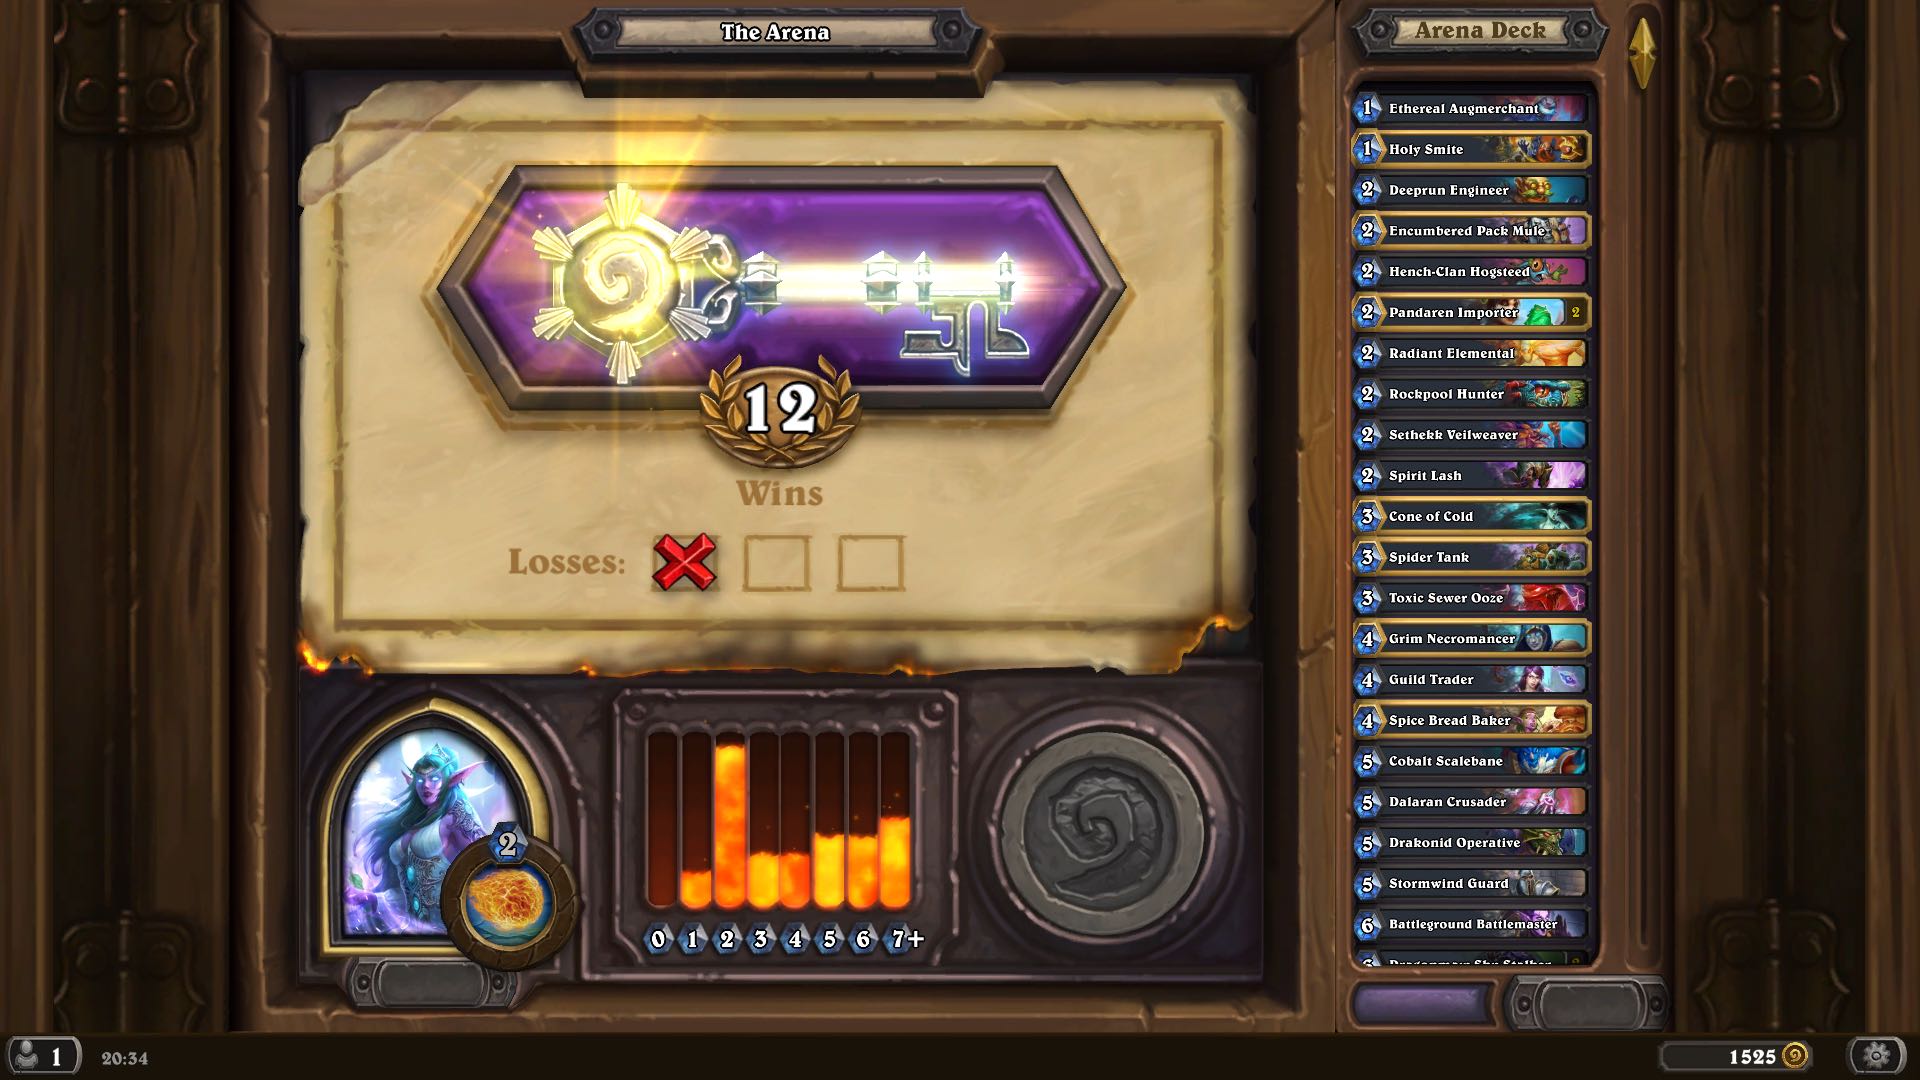 The Arena
12
Wins
Losses:
2
0 1 2 3 4 5 6 7+
Arena Deck
1 Ethereal Augmerchant
1 Holy Smite
2 Deeprun Engineer
2 Encumbered Pack Mule
2 Hench-Clan Hogsteed
2 Pandaren Importer 2
2 Radiant Elemental
2 Rockpool Hunter
2 Sethekk Veilweaver
2 Spirit Lash
3 Cone of Cold
3 Spider Tank
3 Toxic Sewer Ooze
4 Grim Necromancer
4 Guild Trader
4 Spice Bread Baker
5 Cobalt Scalebane
5 Dalaran Crusader
5 Drakonid Operative
5 Stormwind Guard
6 Battleground Battlemaster
1
20:34
1525